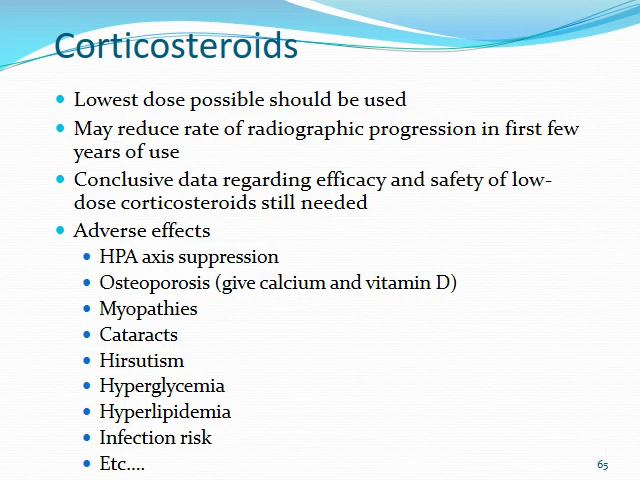 Corticosteroids
• Lowest dose possible should be used
• May reduce rate of radiographic progression in first few
years of use
• Conclusive data regarding efficacy and safety of low-
dose corticosteroids still needed
• Adverse effects
• HPA axis suppression
• Osteoporosis (give calcium and vitamin D)
• Myopathies
• Cataracts
• Hirsutism
• Hyperglycemia
• Hyperlipidemia
• Infection risk
• Etc....
65